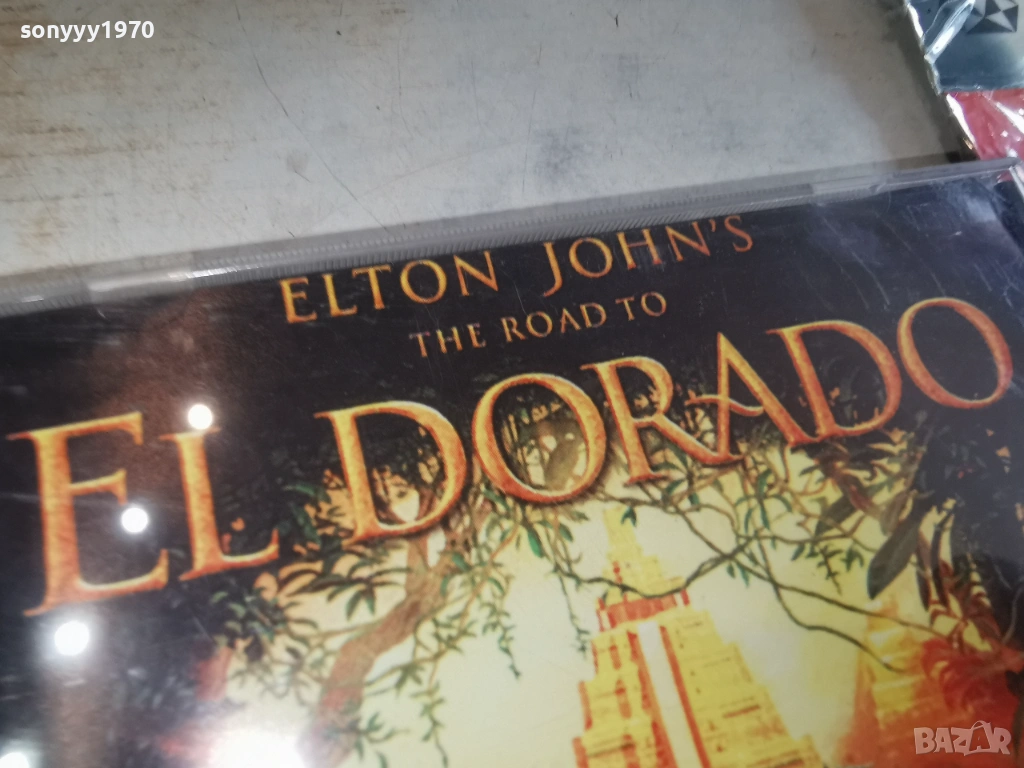 sonyyy1970
ELTON JOHN'S
THE ROAD TO
EL DORADO
BAZAR